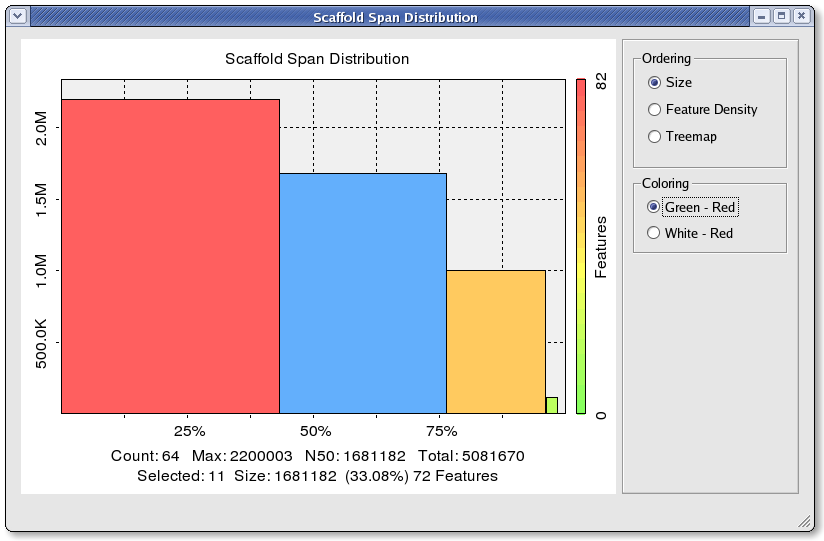 Scaffold Span Distribution
Scaffold Span Distribution
82
2.0M
1.5M
1.0M
500.0K
Features
0
25% 50% 75%
Count: 64 Max: 2200003 N50: 1681182 Total: 5081670
Selected: 11 Size: 1681182 (33.08%) 72 Features
Ordering
Size
Feature Density
Treemap
Coloring
Green - Red
White - Red